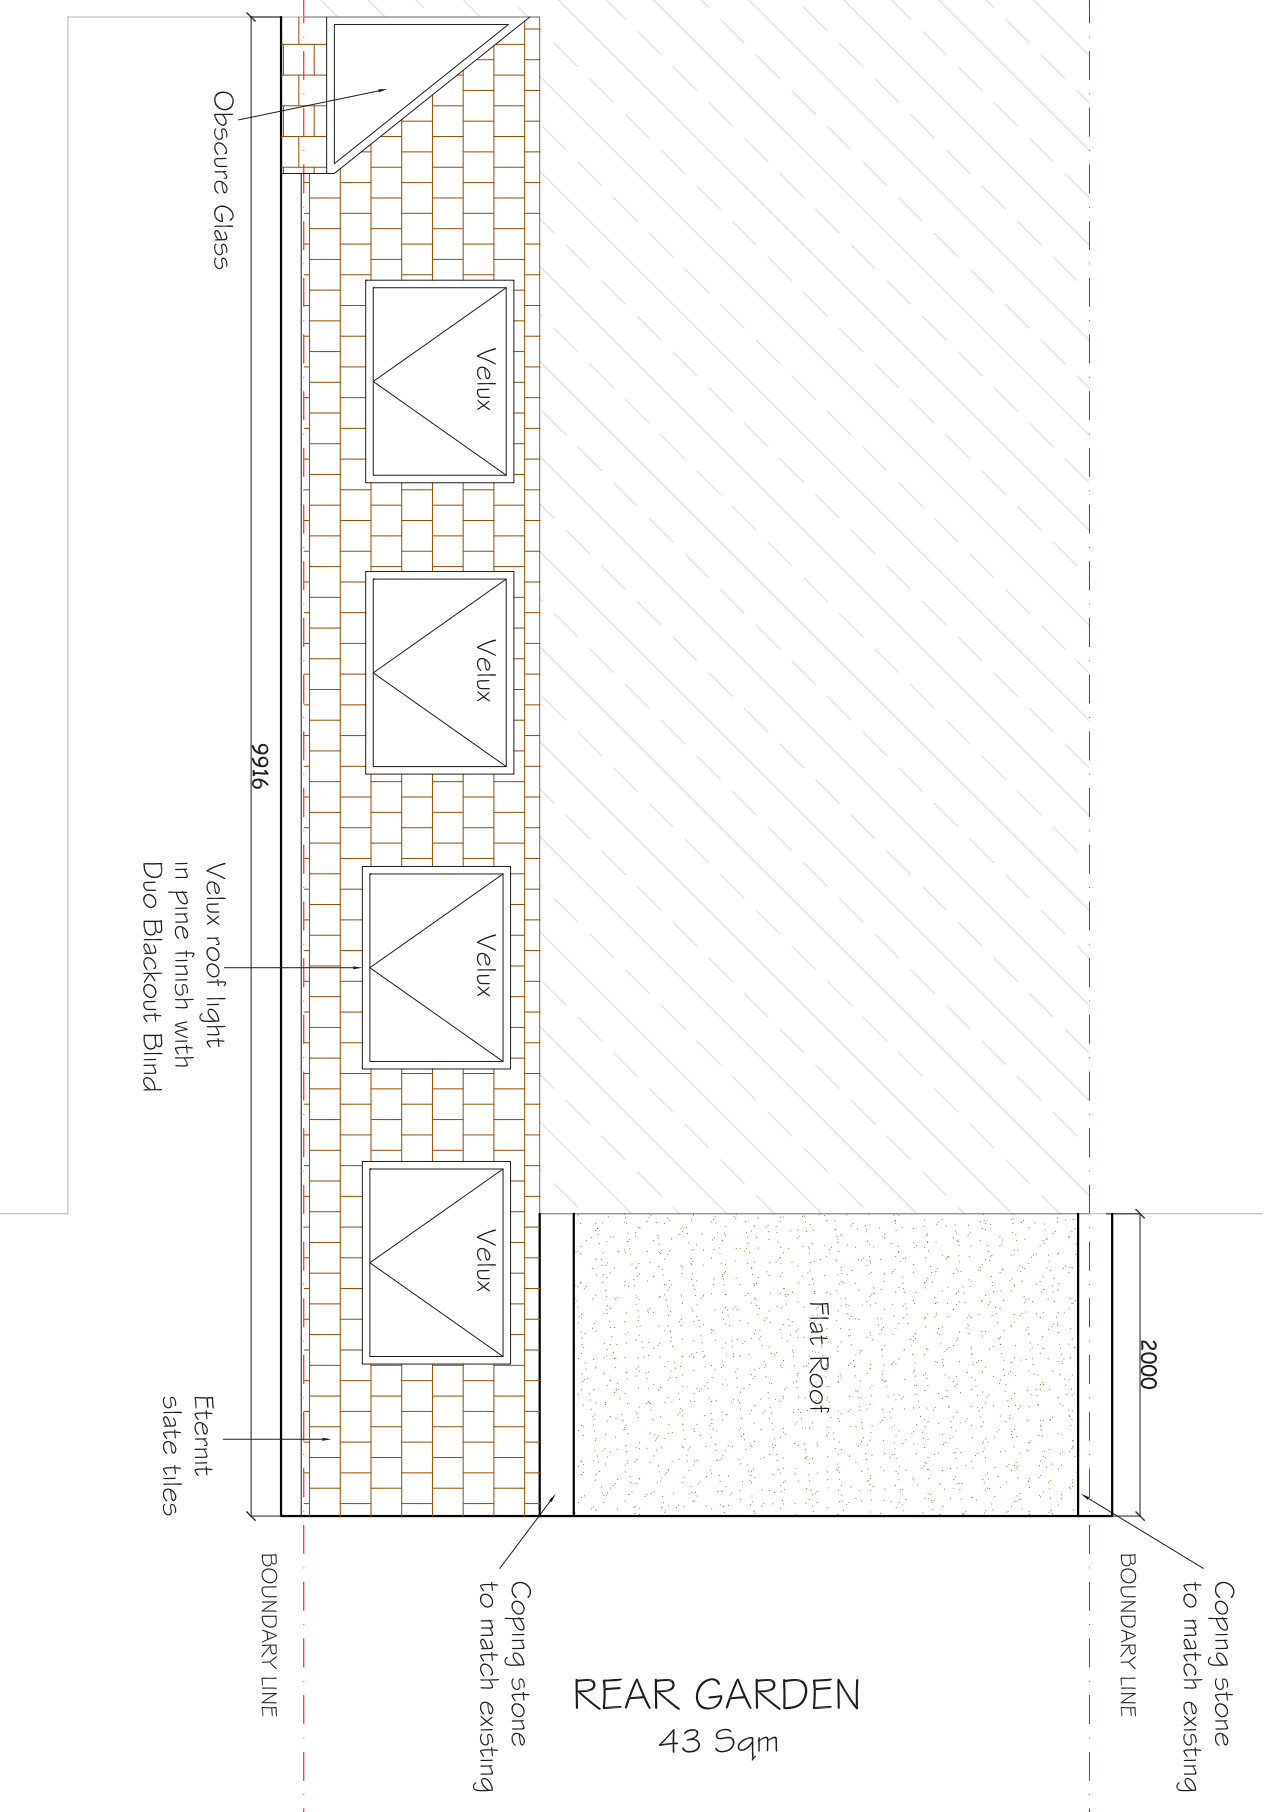 Obscure Glass
Velux
Velux
9916
Velux roof light
in pine finish with
Duo Blackout Blind
Velux
Velux
Flat Roof
2000
Eternit
slate tiles
BOUNDARY LINE
Coping stone
to match existing
REAR GARDEN
43 Sqm
BOUNDARY LINE
Coping stone
to match existing